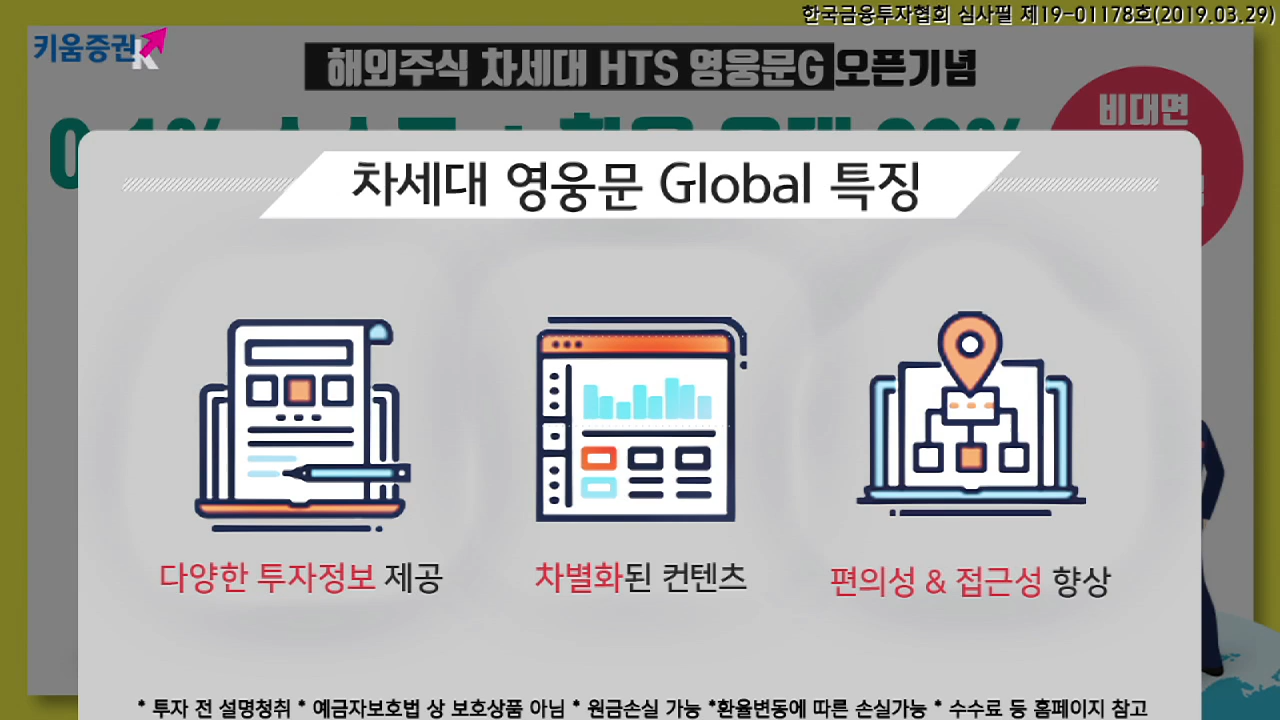 한국금융투자협회 심사필 제19-01178호(2019.03.29)
키움증권
해외주식 차세대 HTS 영웅문G 오픈기념
비대면
차세대 영웅문 Global 특징
다양한 투자정보 제공
차별화된 컨텐츠
편의성 & 접근성 향상
* 투자 전 설명청취 * 예금자보호법 상 보호상품 아님 * 원금손실 가능 *환율변동에 따른 손실가능 * 수수료 등 홈페이지 참고